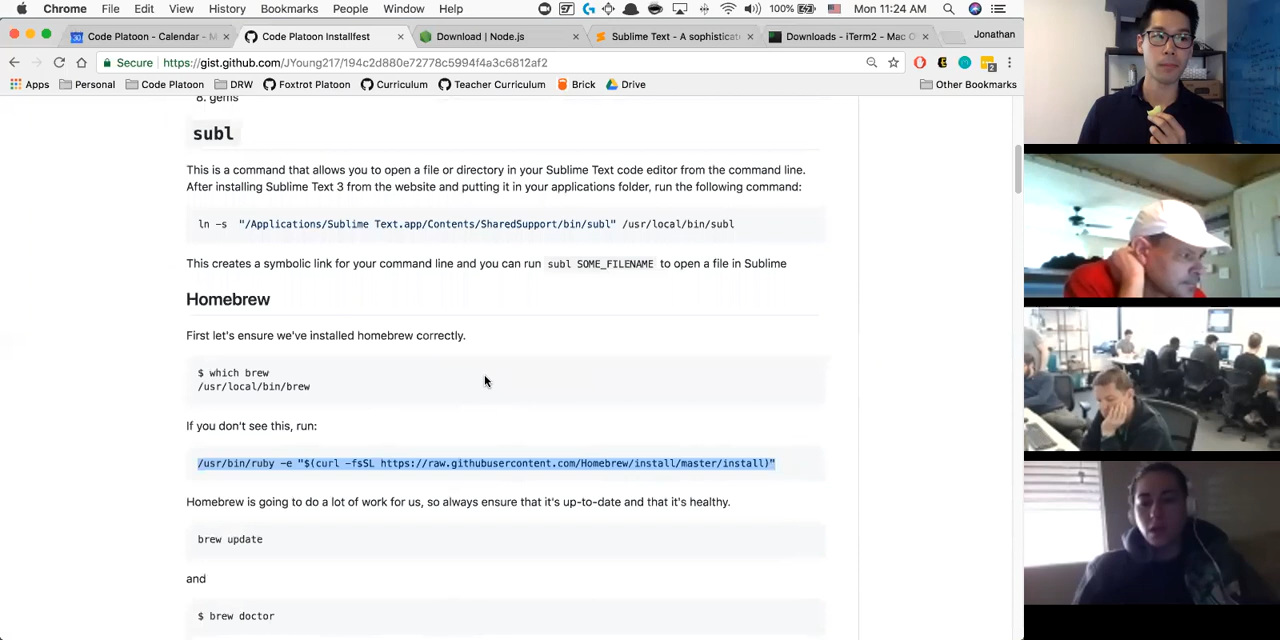 Chrome File Edit View History Bookmarks People Window Help 100% Mon 11:24 AM
Code Platoon - Calendar - M Code Platoon Installfest Download | Node.js Sublime Text - A sophisticat Downloads - iTerm2 - Mac O Jonathan
Secure https://gist.github.com/JYoung217/194c2d880e72778c5994f4a3c6812af2
Apps Personal Code Platoon DRW Foxtrot Platoon Curriculum Teacher Curriculum Brick Drive Other Bookmarks
8. gems
subl
This is a command that allows you to open a file or directory in your Sublime Text code editor from the command line.
After installing Sublime Text 3 from the website and putting it in your applications folder, run the following command:
ln -s "/Applications/Sublime Text.app/Contents/SharedSupport/bin/subl" /usr/local/bin/subl
This creates a symbolic link for your command line and you can run subl SOME_FILENAME to open a file in Sublime
Homebrew
First let's ensure we've installed homebrew correctly.
$ which brew
/usr/local/bin/brew
If you don't see this, run:
/usr/bin/ruby -e "$(curl -fsSL https://raw.githubusercontent.com/Homebrew/install/master/install)"
Homebrew is going to do a lot of work for us, so always ensure that it's up-to-date and that it's healthy.
brew update
and
$ brew doctor